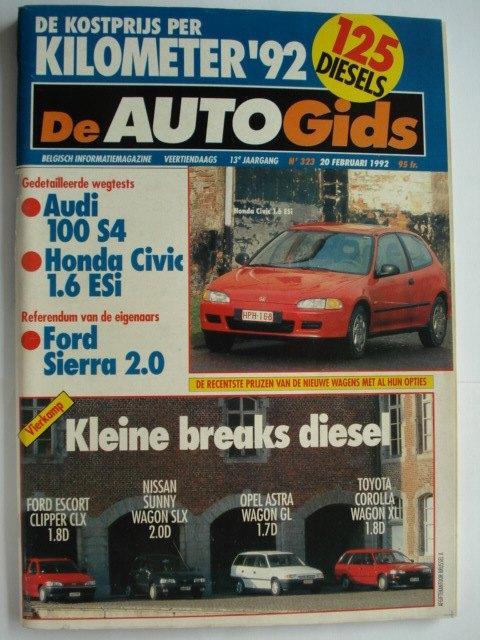 DE KOSTPRIJS PER
KILOMETER '92
125
DIESELS
De AUTOGids
BELGISCH INFORMATIEMAGAZINE VEERTIENDAAGS 13e JAARGANG N° 323 20 FEBRUARI 1992 95 fr.
Gedetailleerde wegtests
Audi
100 S4
Honda Civic
1.6 ESi
Referendum van de eigenaars
Ford
Sierra 2.0
Honda Civic 1.6 ESi
HPH·168
DE RECENTSTE PRIJZEN VAN DE NIEUWE WAGENS MET AL HUN OPTIES
Vierkamp
Kleine breaks diesel
FORD ESCORT
CLIPPER CLX
1.8D
NISSAN
SUNNY
WAGON SLX
2.0D
OPEL ASTRA
WAGON GL
1.7D
TOYOTA
COROLLA
WAGON XL
1.8D
AFGIFTEKANTOOR BRUSSEL X